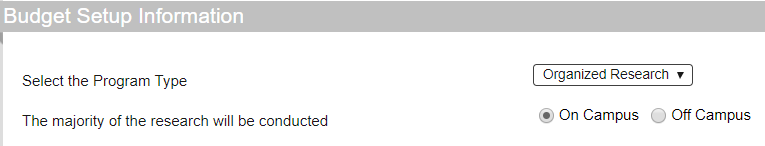 Budget Setup Information
Select the Program Type Organized Research ▼
The majority of the research will be conducted On Campus Off Campus